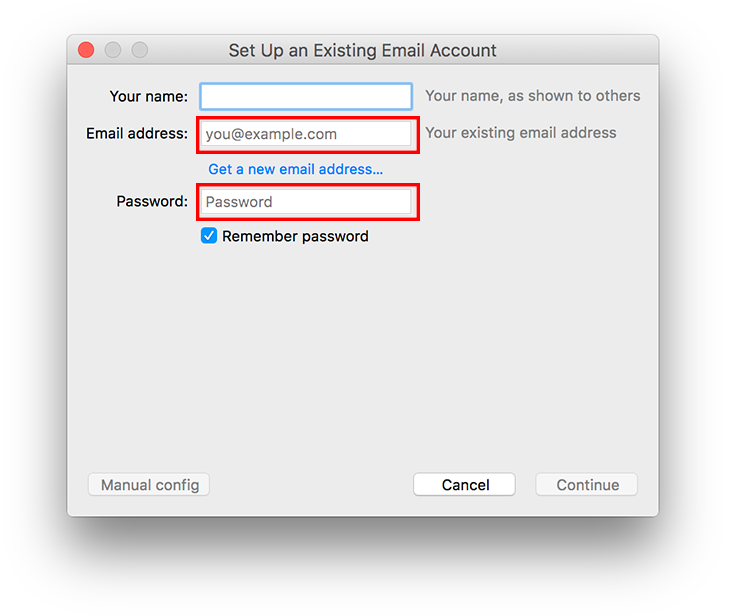 Set Up an Existing Email Account
Your name: Your name, as shown to others
Email address: you@example.com Your existing email address
Get a new email address...
Password: Password
Remember password
Manual config Cancel Continue